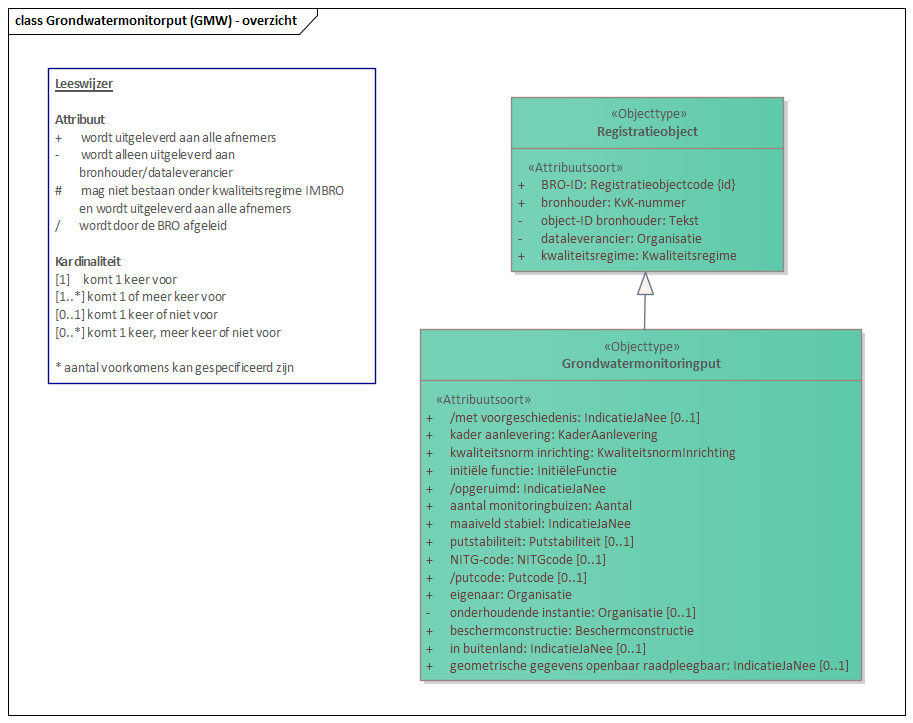 class Grondwatermonitorput (GMW) - overzicht
Leeswijzer
Attribuut
+ wordt uitgeleverd aan alle afnemers
- wordt alleen uitgeleverd aan
bronhouder/dataleverancier
# mag niet bestaan onder kwaliteitsregime IMBRO
en wordt uitgeleverd aan alle afnemers
/ wordt door de BRO afgeleid
Kardinaliteit
[1] komt 1 keer voor
[1..*] komt 1 of meer keer voor
[0..1] komt 1 keer of niet voor
[0..*] komt 1 keer, meer keer of niet voor
* aantal voorkomens kan gespecificeerd zijn
«Objecttype»
Registratieobject
«Attribuutsoort»
+ BRO-ID: Registratieobjectcode {id}
+ bronhouder: KvK-nummer
- object-ID bronhouder: Tekst
- dataleverancier: Organisatie
+ kwaliteitsregime: Kwaliteitsregime
«Objecttype»
Grondwatermonitoringput
«Attribuutsoort»
+ /met voorgeschiedenis: IndicatieJaNee [0..1]
+ kader aanlevering: KaderAanlevering
+ kwaliteitsnorm inrichting: KwaliteitsnormInrichting
+ initiële functie: InitiëleFunctie
+ /opgeruimd: IndicatieJaNee
+ aantal monitoringbuizen: Aantal
+ maaiveld stabiel: IndicatieJaNee
+ putstabiliteit: Putstabiliteit [0..1]
+ NITG-code: NITGcode [0..1]
+ /putcode: Putcode [0..1]
+ eigenaar: Organisatie
- onderhoudende instantie: Organisatie [0..1]
+ beschermconstructie: Beschermconstructie
+ in buitenland: IndicatieJaNee [0..1]
+ geometrische gegevens openbaar raadpleegbaar: IndicatieJaNee [0..1]